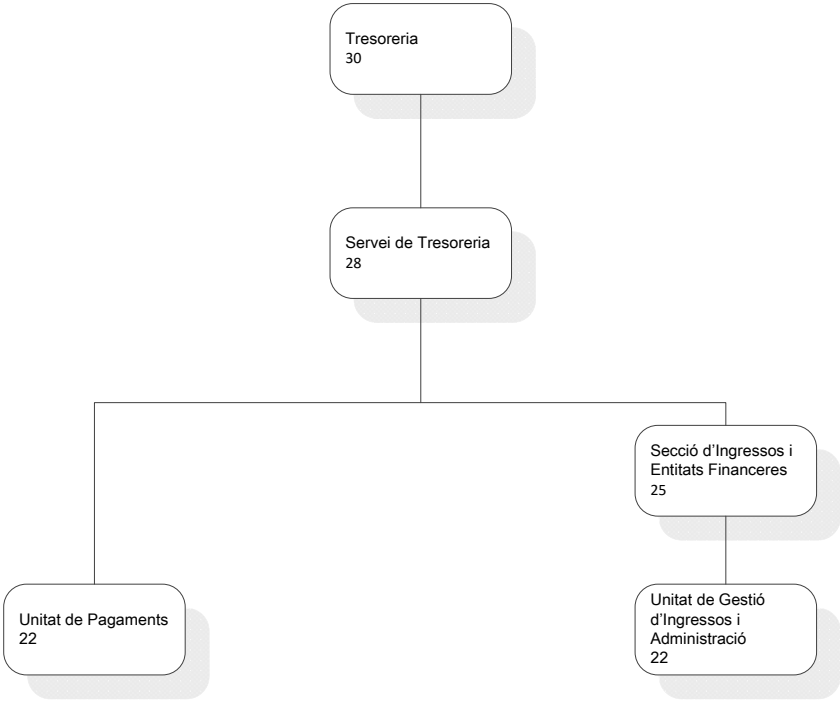 Tresoreria
30
Servei de Tresoreria
28
Secció d’Ingressos i
Entitats Financeres
25
Unitat de Pagaments
22
Unitat de Gestió
d’Ingressos i
Administració
22